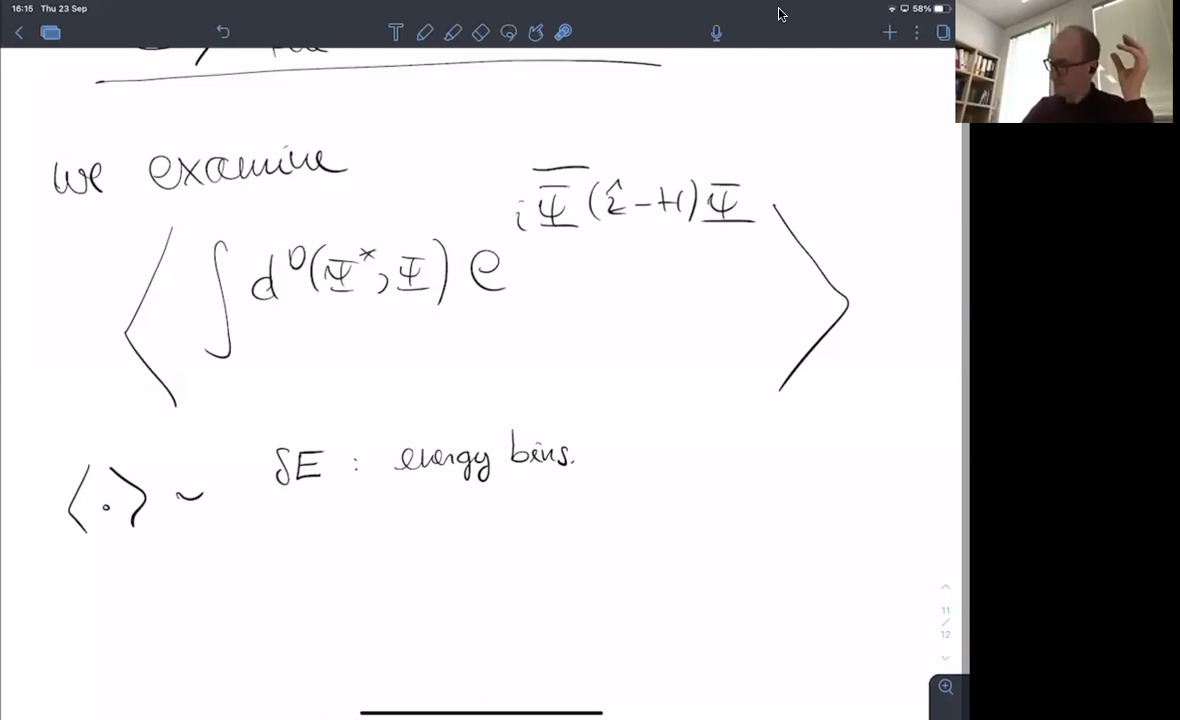 16:15 Thu 23 Sep
58%
we examine
⟨ ∫ d^D(Ψ*, Ψ) e^{i Ψ̅ (ẑ - H) Ψ} ⟩
⟨·⟩ ~ δE : energy bins.
11
/
12